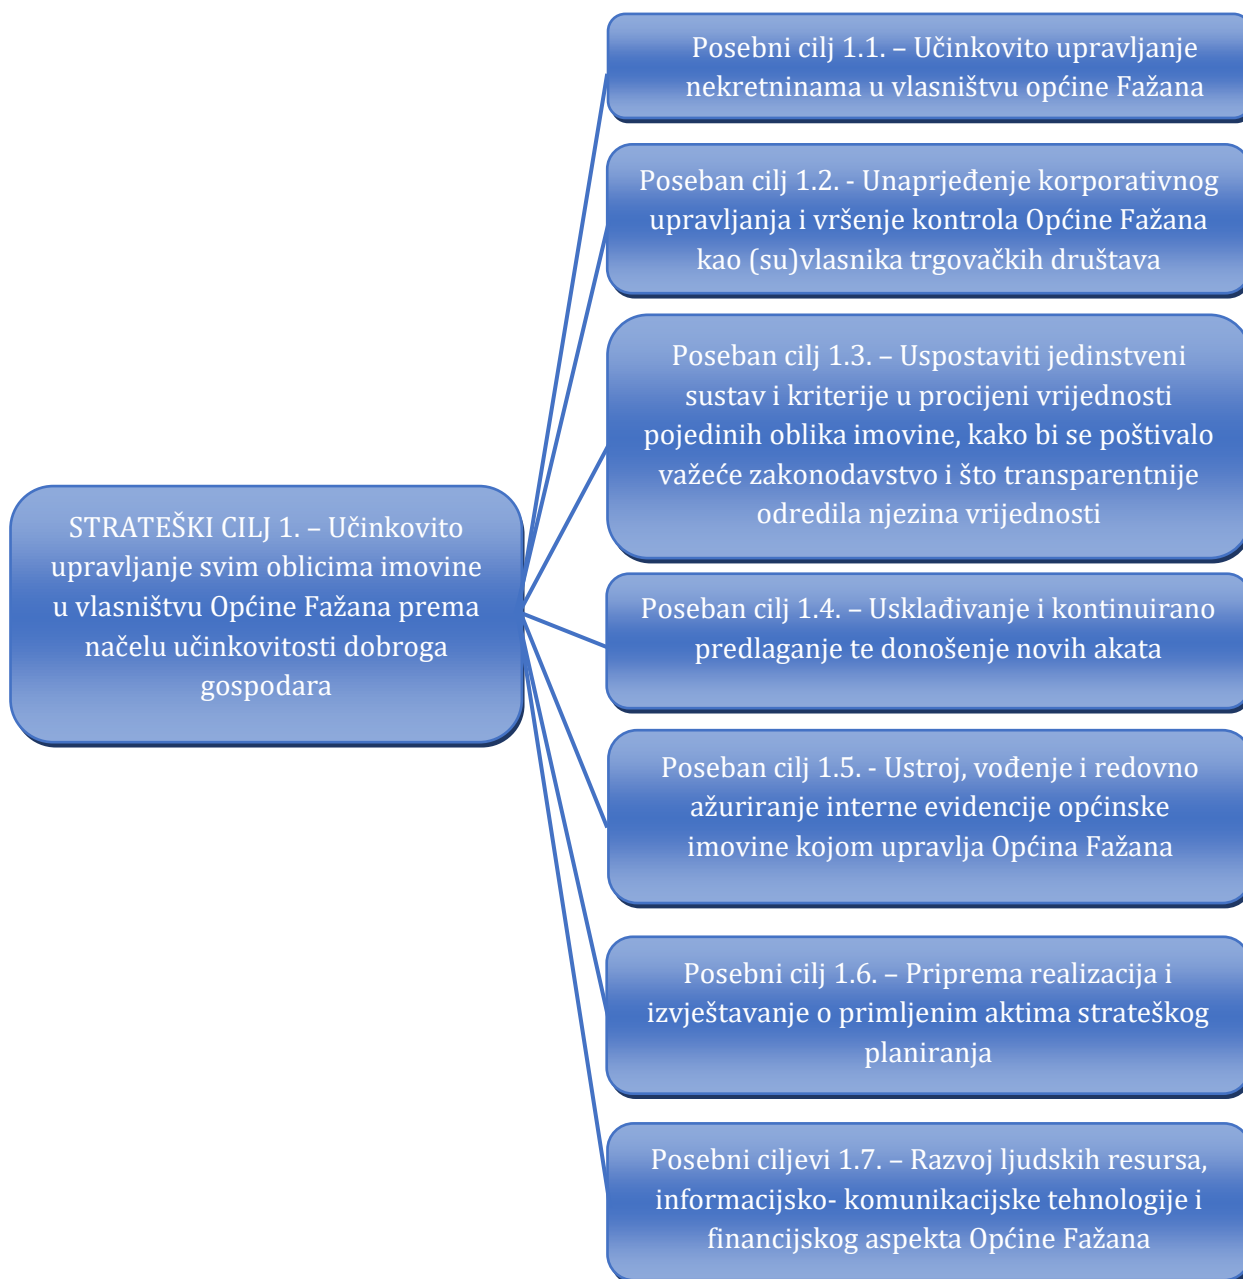 STRATEŠKI CILJ 1. – Učinkovito
upravljanje svim oblicima imovine
u vlasništvu Općine Fažana prema
načelu učinkovitosti dobroga
gospodara
Posebni cilj 1.1. – Učinkovito upravljanje
nekretninama u vlasništvu općine Fažana
Poseban cilj 1.2. - Unaprjeđenje korporativnog
upravljanja i vršenje kontrola Općine Fažana
kao (su)vlasnika trgovačkih društava
Poseban cilj 1.3. – Uspostaviti jedinstveni
sustav i kriterije u procijeni vrijednosti
pojedinih oblika imovine, kako bi se poštivalo
važeće zakonodavstvo i što transparentnije
odredila njezina vrijednosti
Poseban cilj 1.4. – Usklađivanje i kontinuirano
predlaganje te donošenje novih akata
Poseban cilj 1.5. - Ustroj, vođenje i redovno
ažuriranje interne evidencije općinske
imovine kojom upravlja Općina Fažana
Posebni cilj 1.6. – Priprema realizacija i
izvještavanje o primljenim aktima strateškog
planiranja
Posebni ciljevi 1.7. – Razvoj ljudskih resursa,
informacijsko- komunikacijske tehnologije i
financijskog aspekta Općine Fažana